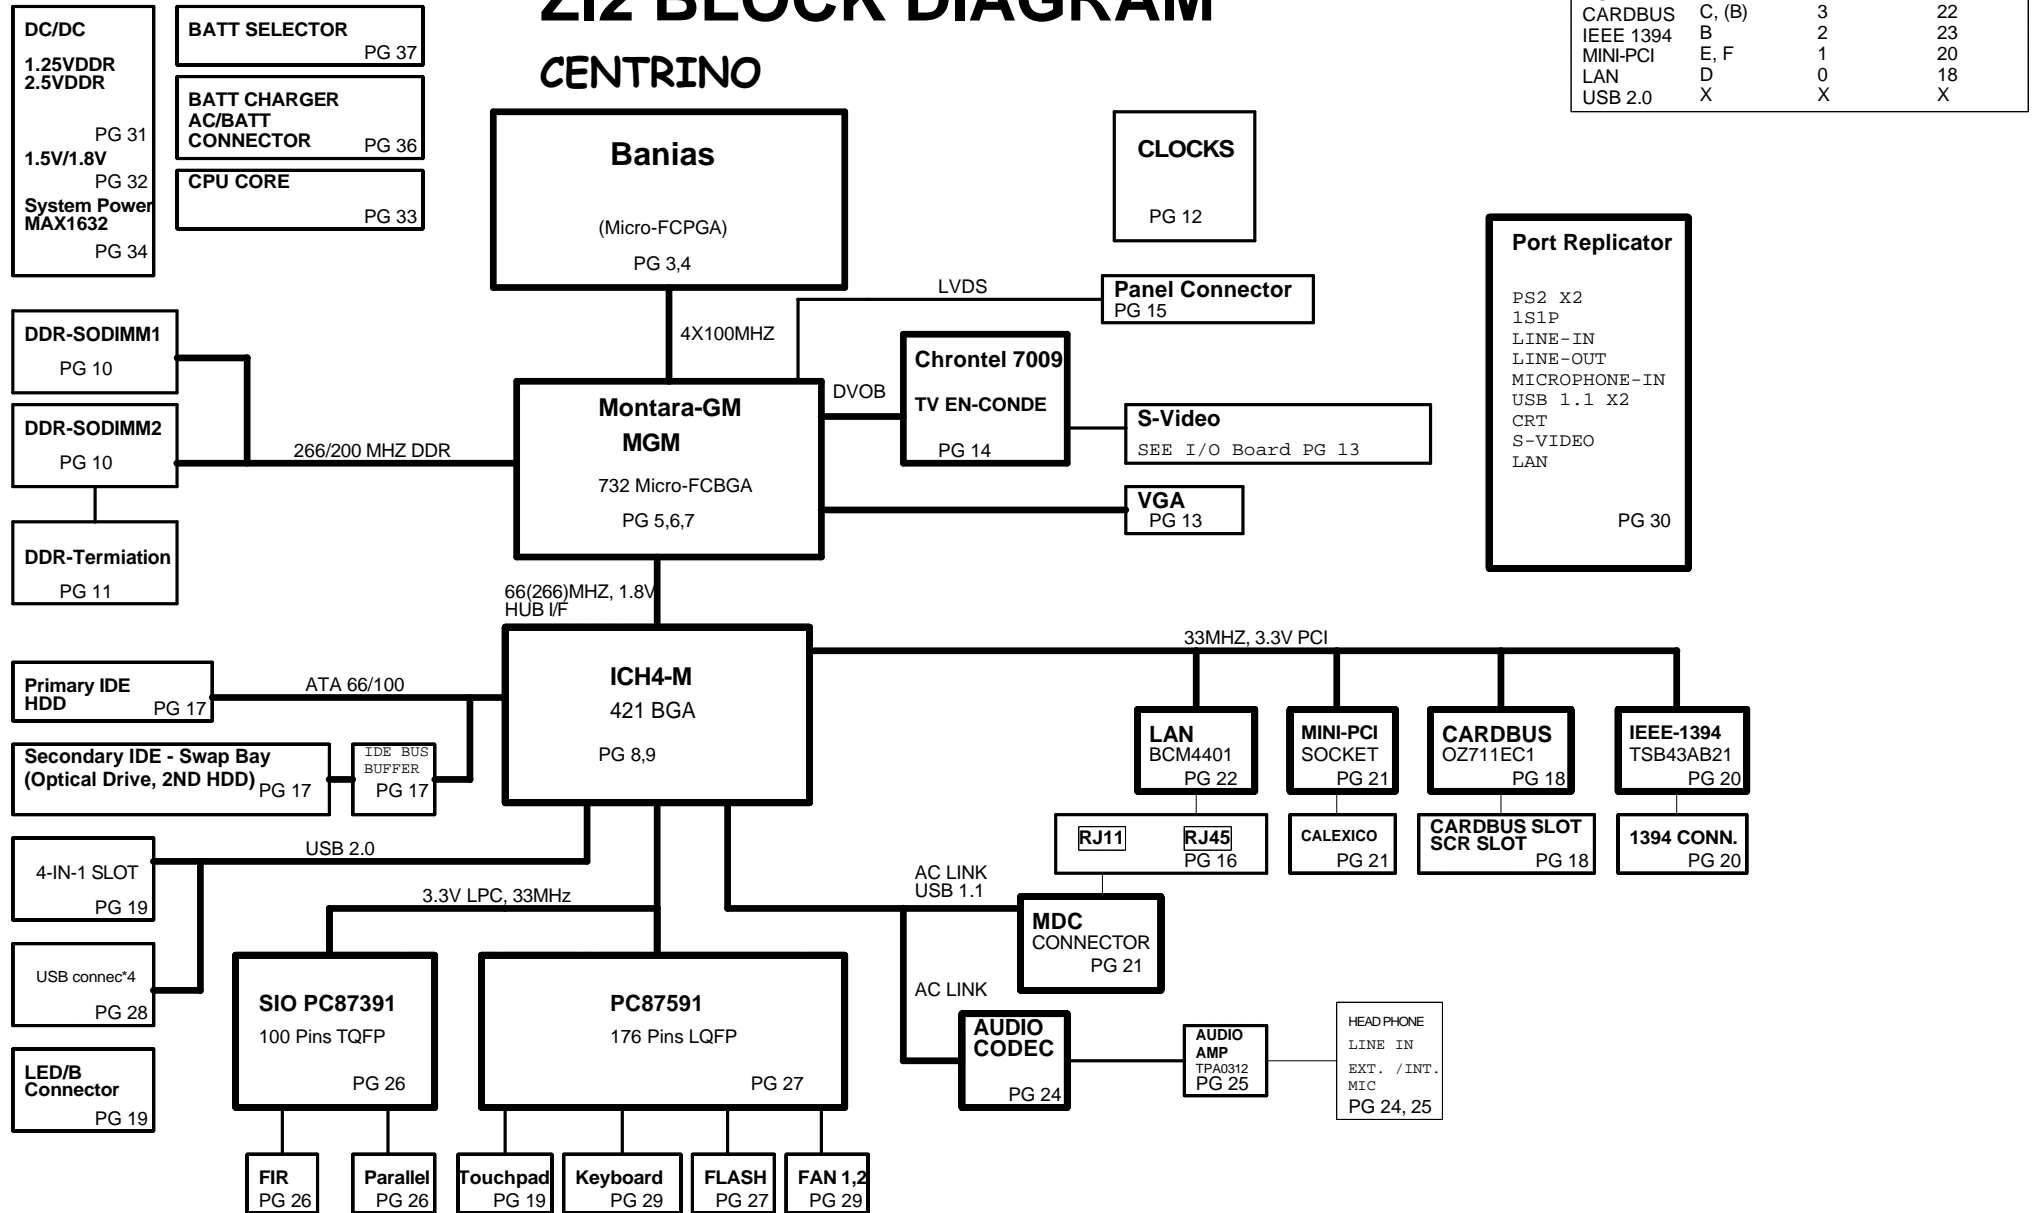 ZI2 BLOCK DIAGRAM
CENTRINO
CARDBUS C, (B) 3 22
IEEE 1394 B 2 23
MINI-PCI E, F 1 20
LAN D 0 18
USB 2.0 X X X
DC/DC
1.25VDDR
2.5VDDR
PG 31
1.5V/1.8V
PG 32
System Power
MAX1632
PG 34
BATT SELECTOR
PG 37
BATT CHARGER
AC/BATT
CONNECTOR PG 36
CPU CORE
PG 33
Banias
(Micro-FCPGA)
PG 3,4
CLOCKS
PG 12
Port Replicator
PS2 X2
1S1P
LINE-IN
LINE-OUT
MICROPHONE-IN
USB 1.1 X2
CRT
S-VIDEO
LAN
PG 30
LVDS
Panel Connector
PG 15
4X100MHZ
DDR-SODIMM1
PG 10
DDR-SODIMM2
PG 10
266/200 MHZ DDR
DDR-Termiation
PG 11
Montara-GM
MGM
732 Micro-FCBGA
PG 5,6,7
DVOB
Chrontel 7009
TV EN-CONDE
PG 14
S-Video
SEE I/O Board PG 13
VGA
PG 13
66(266)MHZ, 1.8V
HUB I/F
ICH4-M
421 BGA
PG 8,9
33MHZ, 3.3V PCI
Primary IDE
HDD PG 17
ATA 66/100
Secondary IDE - Swap Bay
(Optical Drive, 2ND HDD) PG 17
IDE BUS
BUFFER
PG 17
LAN
BCM4401
PG 22
MINI-PCI
SOCKET
PG 21
CARDBUS
OZ711EC1
PG 18
IEEE-1394
TSB43AB21
PG 20
RJ11 RJ45
PG 16
CALEXICO
PG 21
CARDBUS SLOT
SCR SLOT
PG 18
1394 CONN.
PG 20
4-IN-1 SLOT
PG 19
USB 2.0
USB connec*4
PG 28
LED/B
Connector
PG 19
3.3V LPC, 33MHz
AC LINK
USB 1.1
MDC
CONNECTOR
PG 21
AC LINK
SIO PC87391
100 Pins TQFP
PG 26
PC87591
176 Pins LQFP
PG 27
AUDIO
CODEC
PG 24
AUDIO
AMP
TPA0312
PG 25
HEAD PHONE
LINE IN
EXT. /INT.
MIC
PG 24, 25
FIR
PG 26
Parallel
PG 26
Touchpad
PG 19
Keyboard
PG 29
FLASH
PG 27
FAN 1,2
PG 29